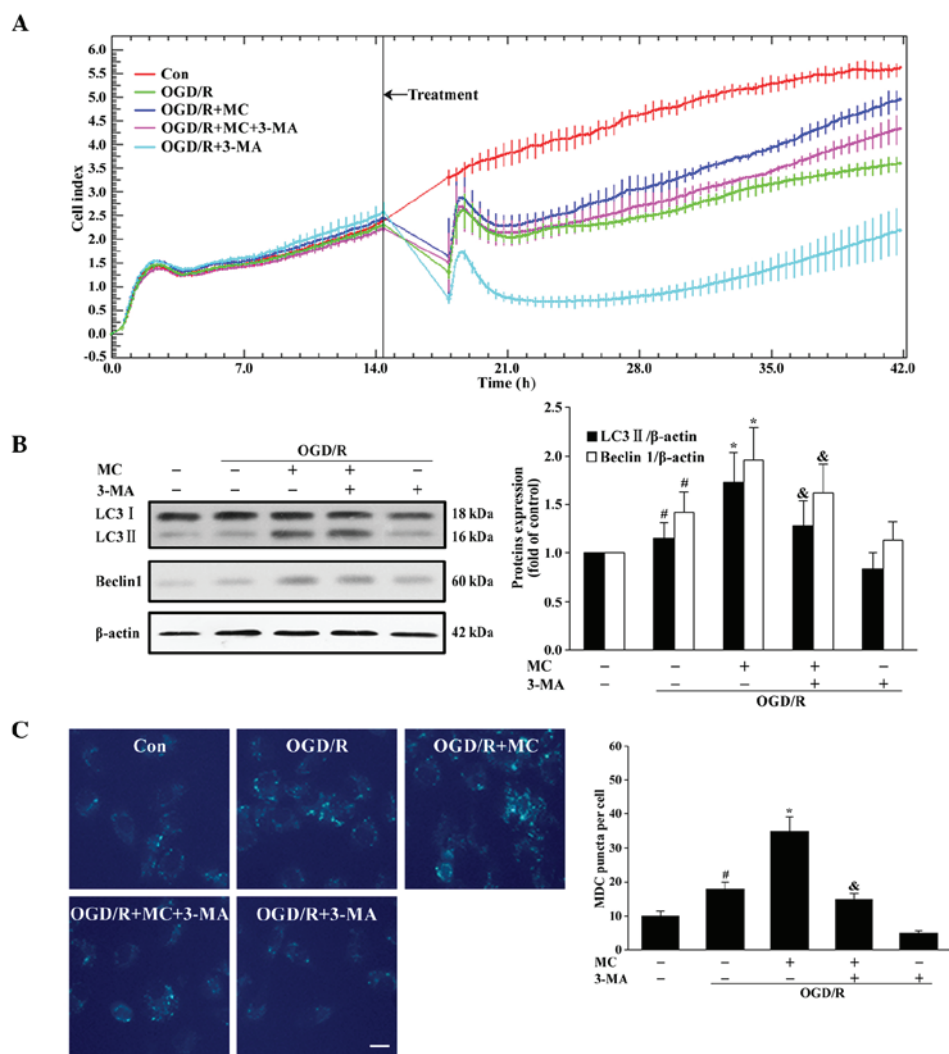 A
6.0
5.5
5.0
4.5
4.0
3.5
3.0
2.5
2.0
1.5
1.0
0.5
0.0
-0.5
Cell index
Con
OGD/R
OGD/R+MC
OGD/R+MC+3-MA
OGD/R+3-MA
Treatment
0.0 7.0 14.0 21.0 28.0 35.0 42.0
Time (h)
B
OGD/R
MC – – + + –
3-MA – – – + +
LC3 Ⅰ 18 kDa
LC3 Ⅱ 16 kDa
Beclin1 60 kDa
β-actin 42 kDa
2.0
1.5
1.0
0.5
0.0
Proteins expression
(fold of control)
LC3 Ⅱ/β-actin
Beclin 1/β-actin
# # * * & &
MC – – + + –
3-MA – – – + +
OGD/R
C
Con OGD/R OGD/R+MC
OGD/R+MC+3-MA OGD/R+3-MA
60
50
40
30
20
10
0
MDC puncta per cell
# * &
MC – – + + –
3-MA – – – + +
OGD/R